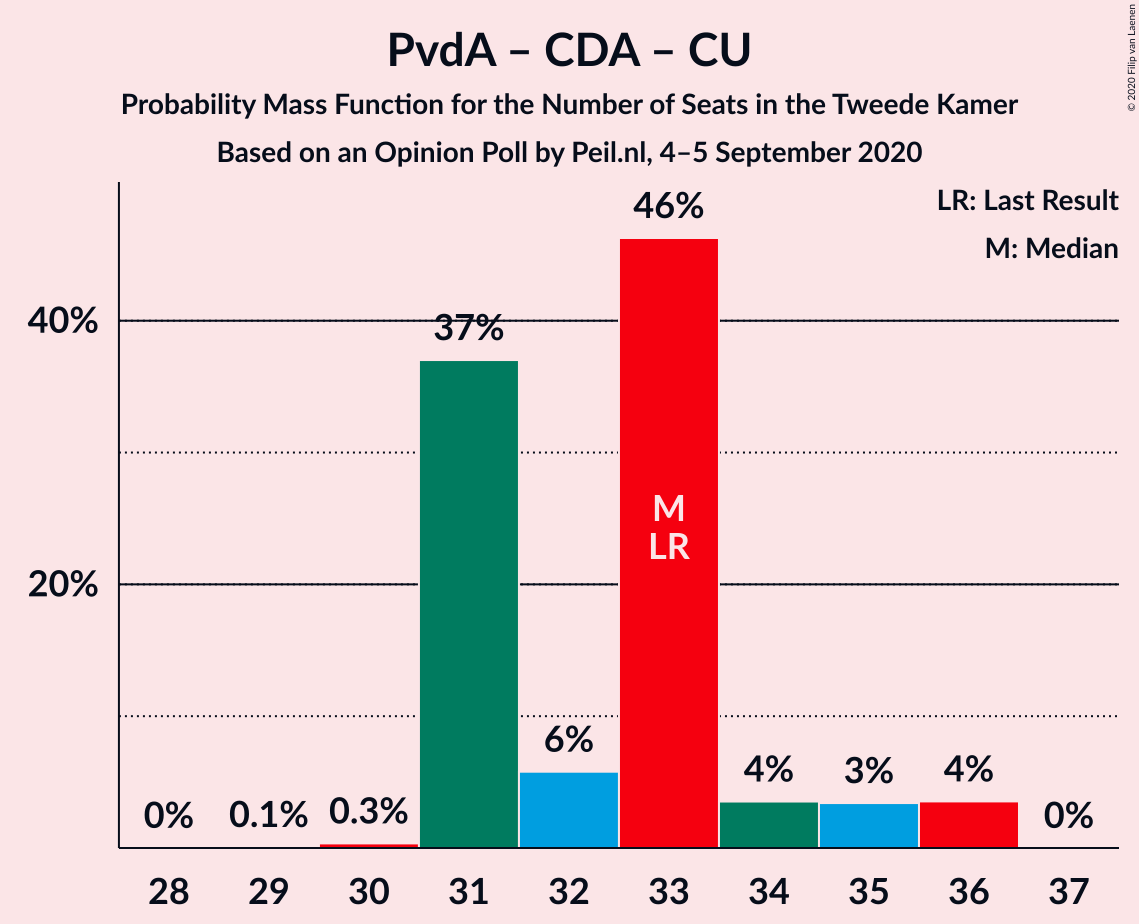 PvdA – CDA – CU
Probability Mass Function for the Number of Seats in the Tweede Kamer
Based on an Opinion Poll by Peil.nl, 4–5 September 2020
© 2020 Filip van Laenen
LR: Last Result
M: Median
46%
40%
37%
M
LR
20%
6%
4%
3%
4%
0%
0.1%
0.3%
0%
28 29 30 31 32 33 34 35 36 37